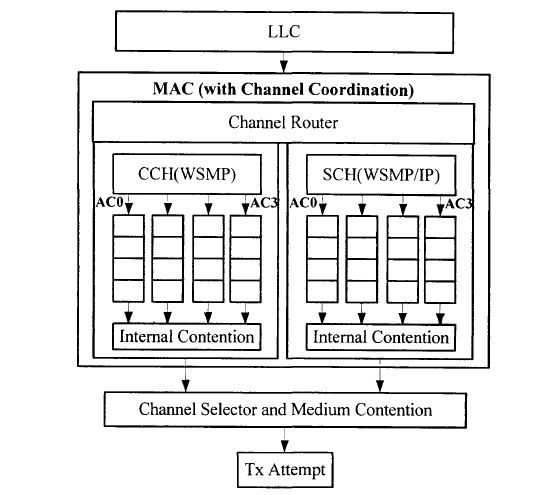 LLC
MAC (with Channel Coordination)
Channel Router
CCH(WSMP)
SCH(WSMP/IP)
AC0
AC3
AC0
AC3
Internal Contention
Internal Contention
Channel Selector and Medium Contention
Tx Attempt